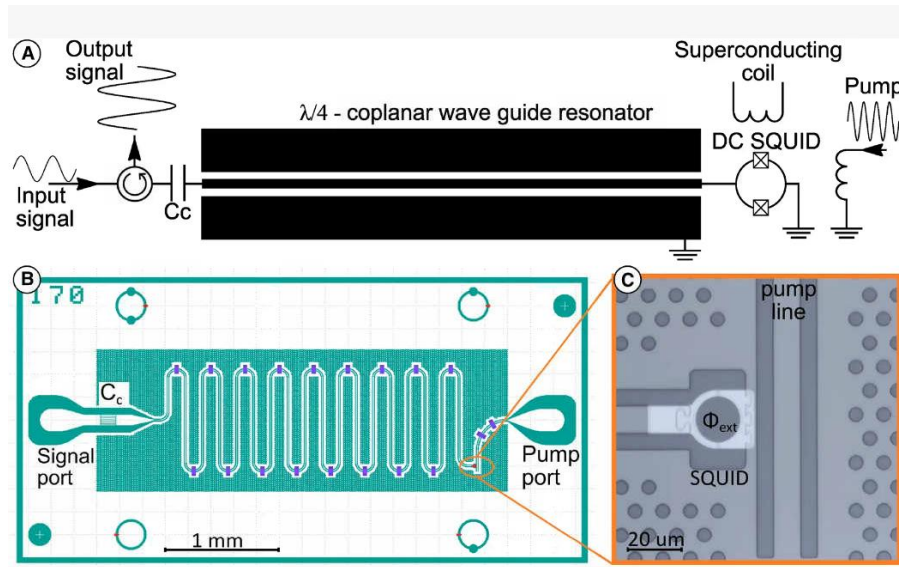 A
Output
signal
Input
signal
Cc
λ/4 - coplanar wave guide resonator
Superconducting
coil
DC SQUID
Pump
B
170
Cc
Signal
port
Pump
port
1 mm
C
pump
line
Φext
SQUID
20 um